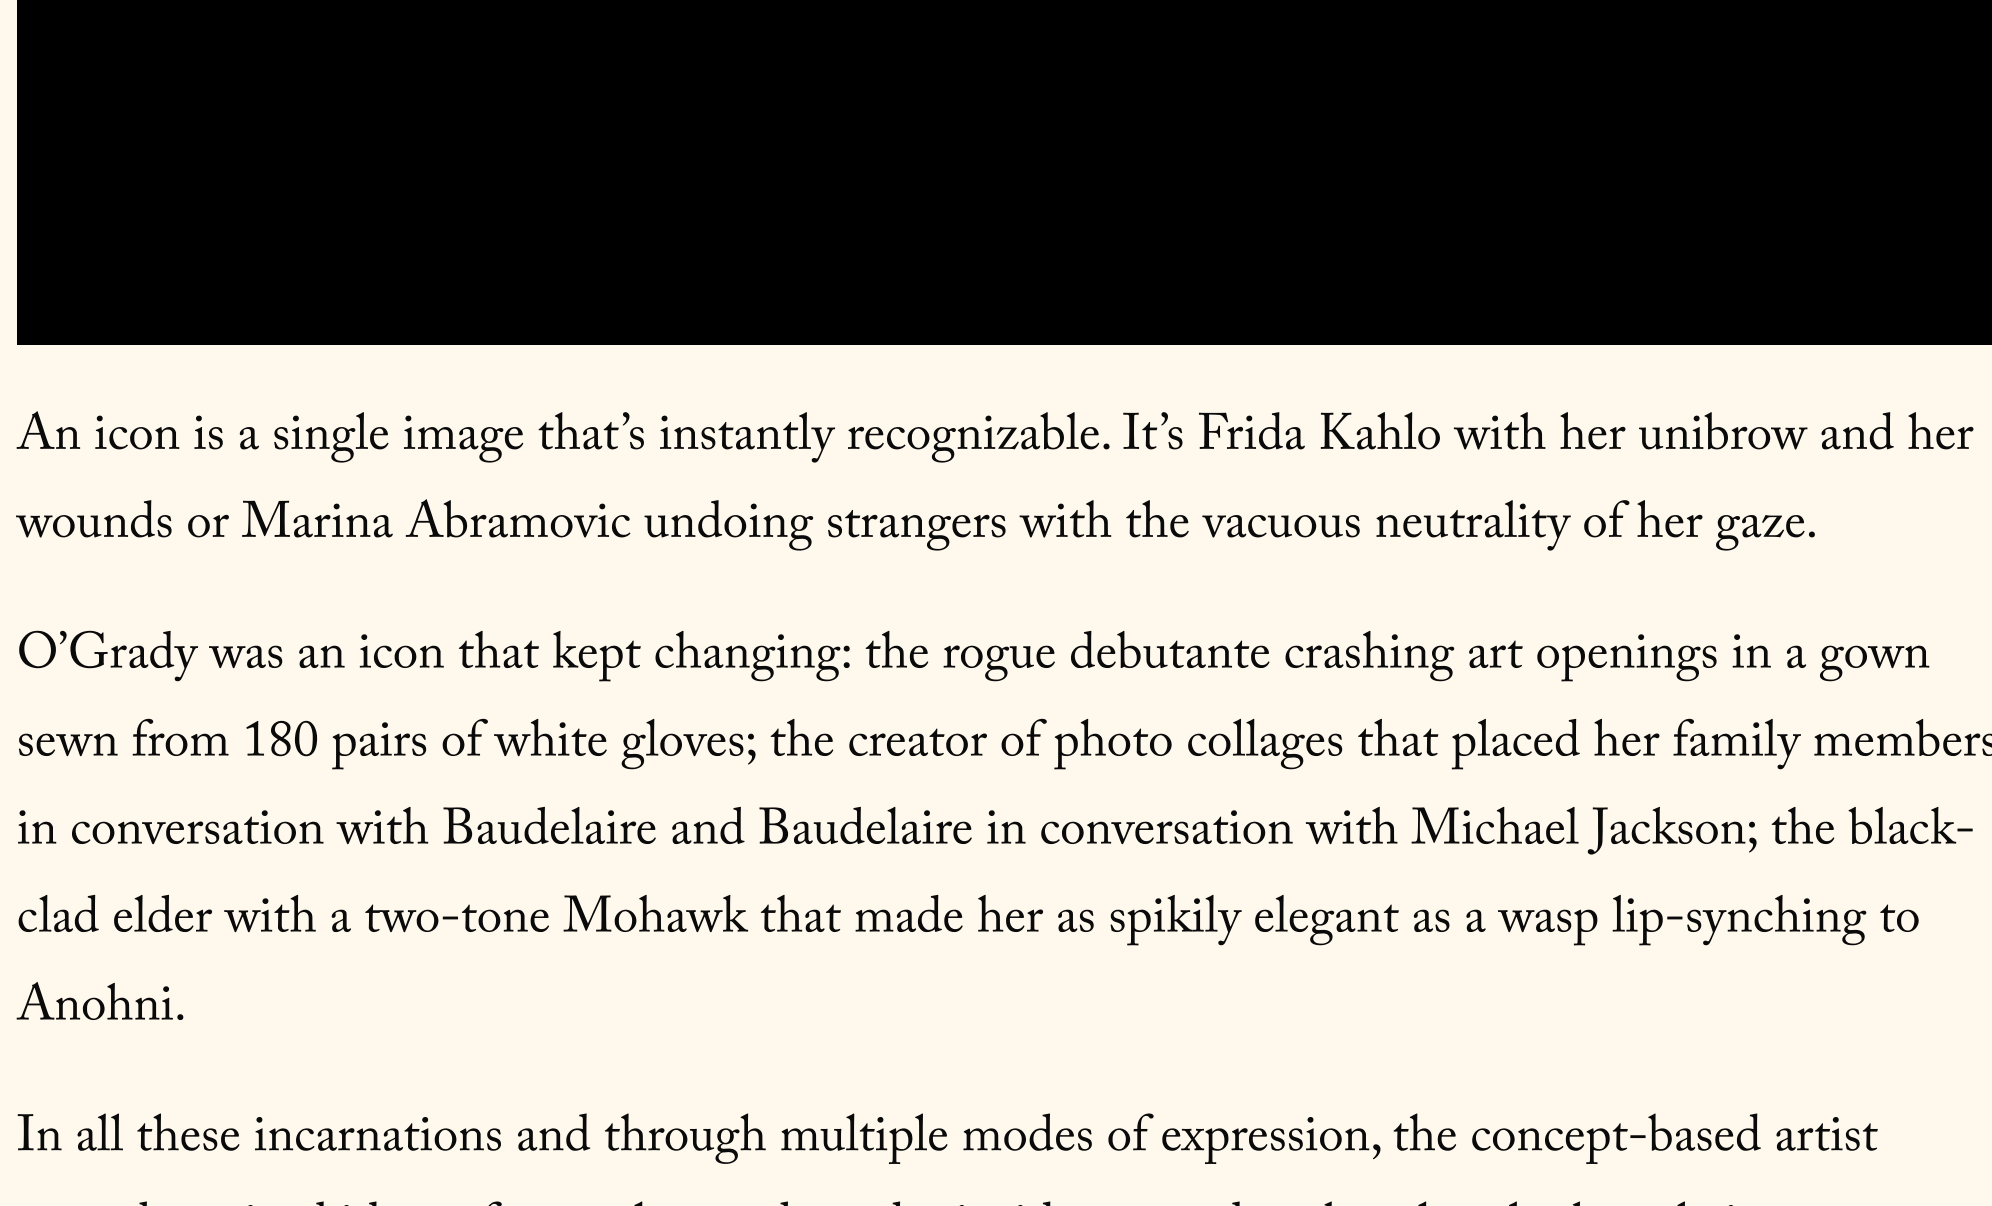 An icon is a single image that’s instantly recognizable. It’s Frida Kahlo with her unibrow and her
wounds or Marina Abramovic undoing strangers with the vacuous neutrality of her gaze.
O’Grady was an icon that kept changing: the rogue debutante crashing art openings in a gown
sewn from 180 pairs of white gloves; the creator of photo collages that placed her family members
in conversation with Baudelaire and Baudelaire in conversation with Michael Jackson; the black-
clad elder with a two-tone Mohawk that made her as spikily elegant as a wasp lip-synching to
Anohni.
In all these incarnations and through multiple modes of expression, the concept-based artist